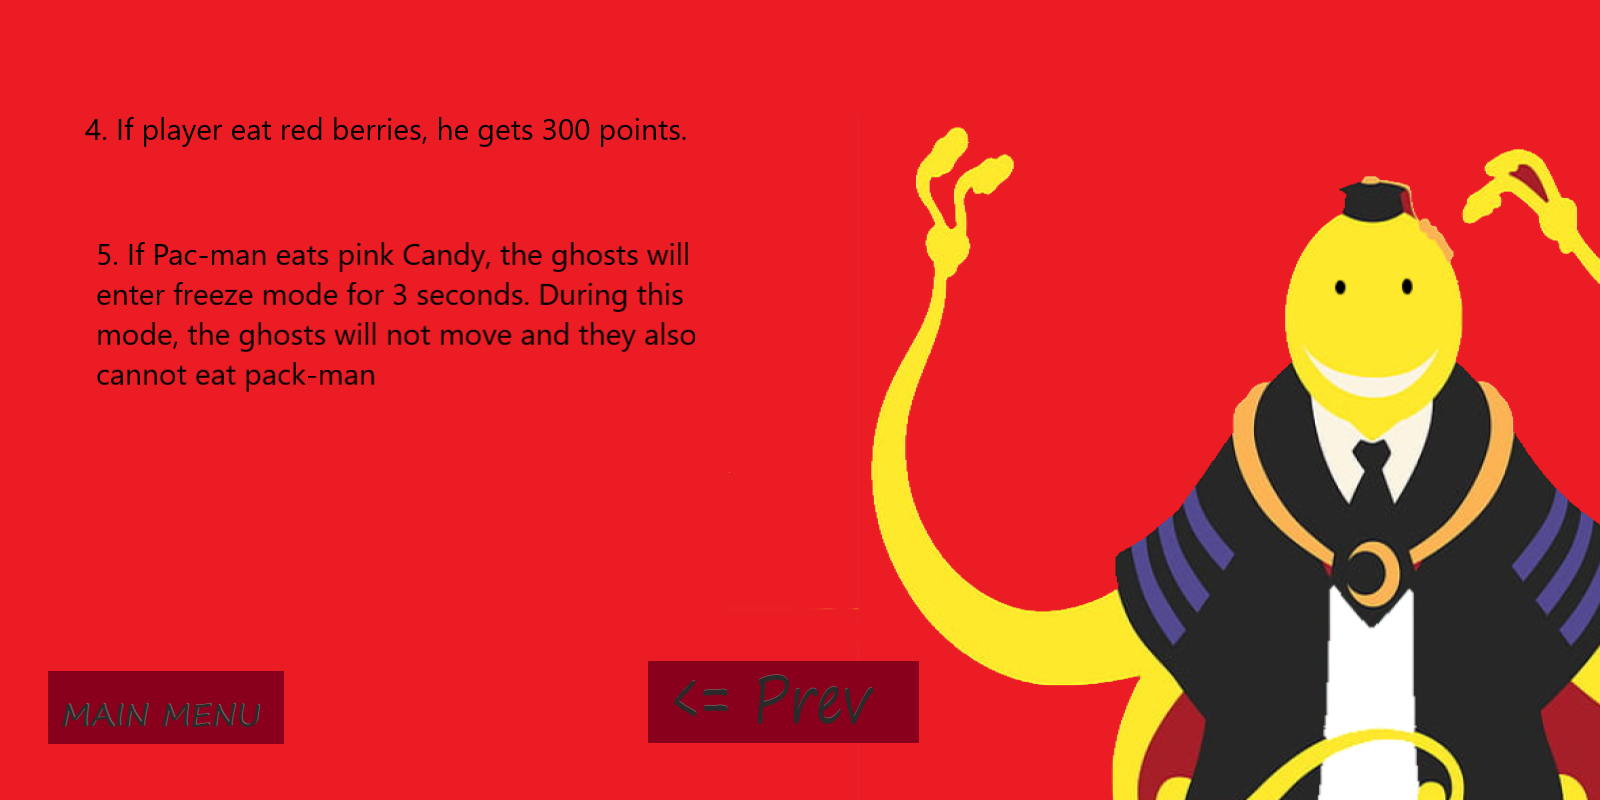 4. If player eat red berries, he gets 300 points.
5. If Pac-man eats pink Candy, the ghosts will
enter freeze mode for 3 seconds. During this
mode, the ghosts will not move and they also
cannot eat pack-man
MAIN MENU
<= Prev